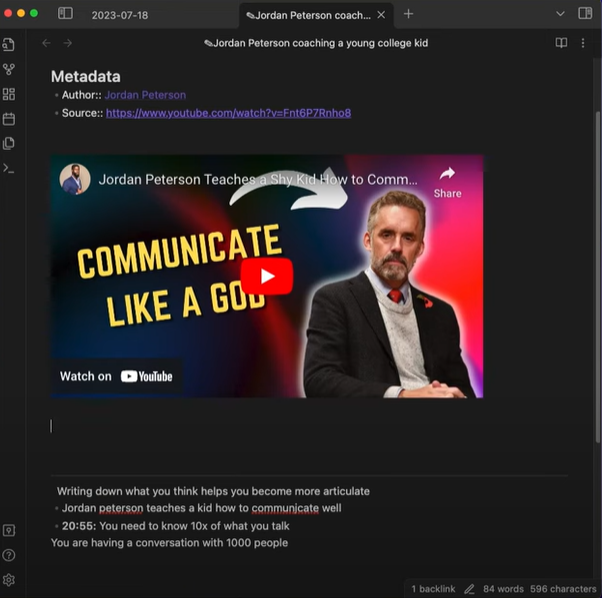 2023-07-18
✎Jordan Peterson coach...
✎Jordan Peterson coaching a young college kid
Metadata
Author:: Jordan Peterson
Source:: https://www.youtube.com/watch?v=Fnt6P7Rnho8
Jordan Peterson Teaches a Shy Kid How to Comm...
Share
COMMUNICATE
LIKE A GOD
Watch on YouTube
Writing down what you think helps you become more articulate
Jordan peterson teaches a kid how to communjcate well
20:55: You need to know 10x of what you talk
You are having a conversation with 1000 people
1 backlink 84 words 596 characters